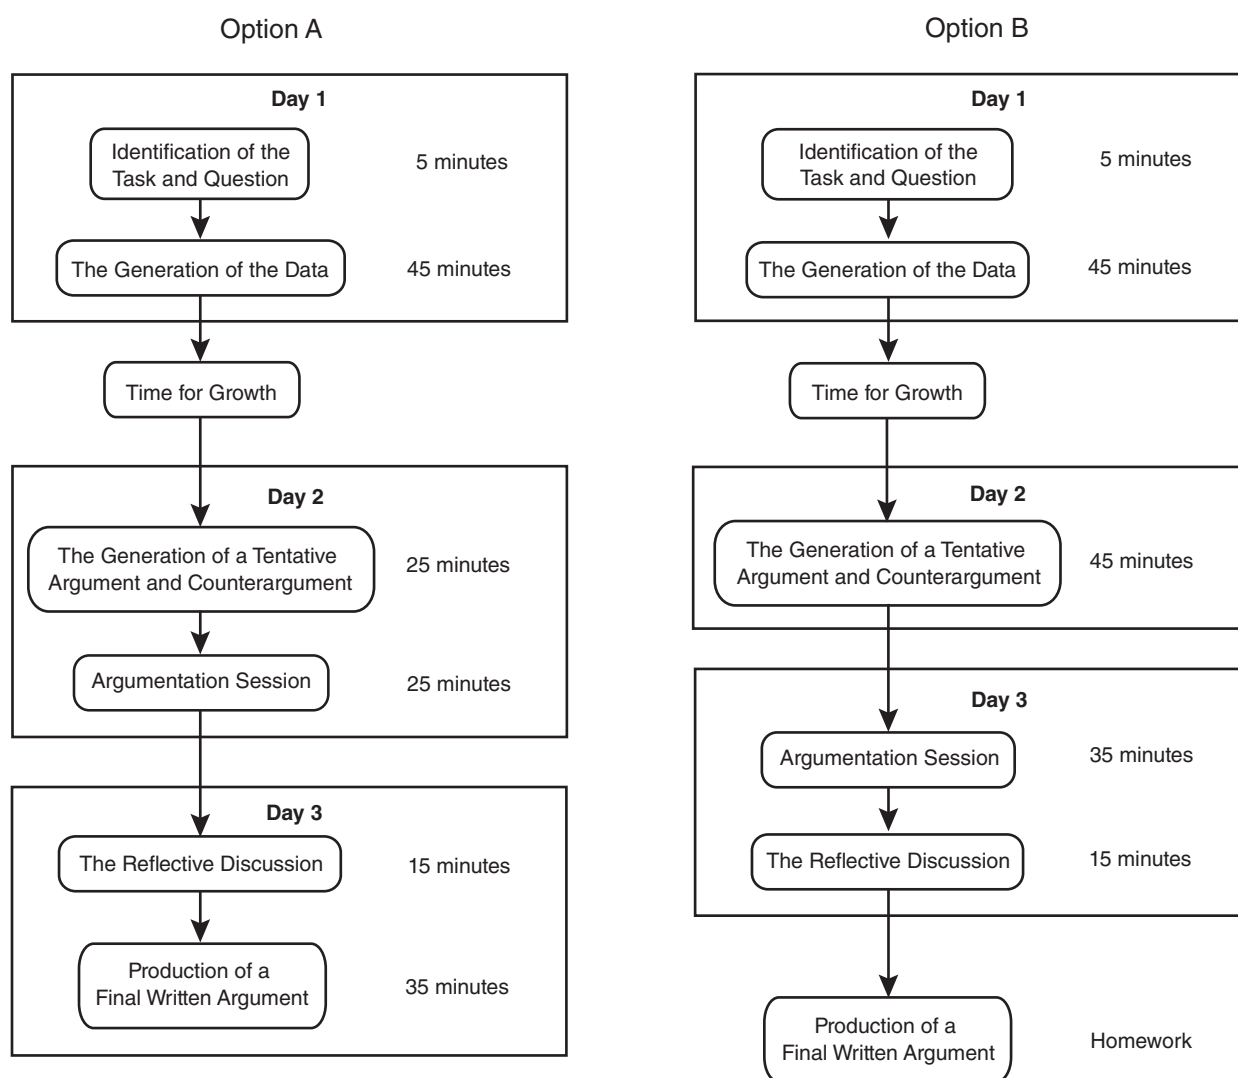 Option A
Day 1
Identification of the
Task and Question
5 minutes
The Generation of the Data
45 minutes
Time for Growth
Day 2
The Generation of a Tentative
Argument and Counterargument
25 minutes
Argumentation Session
25 minutes
Day 3
The Reflective Discussion
15 minutes
Production of a
Final Written Argument
35 minutes
Option B
Day 1
Identification of the
Task and Question
5 minutes
The Generation of the Data
45 minutes
Time for Growth
Day 2
The Generation of a Tentative
Argument and Counterargument
45 minutes
Day 3
Argumentation Session
35 minutes
The Reflective Discussion
15 minutes
Production of a
Final Written Argument
Homework